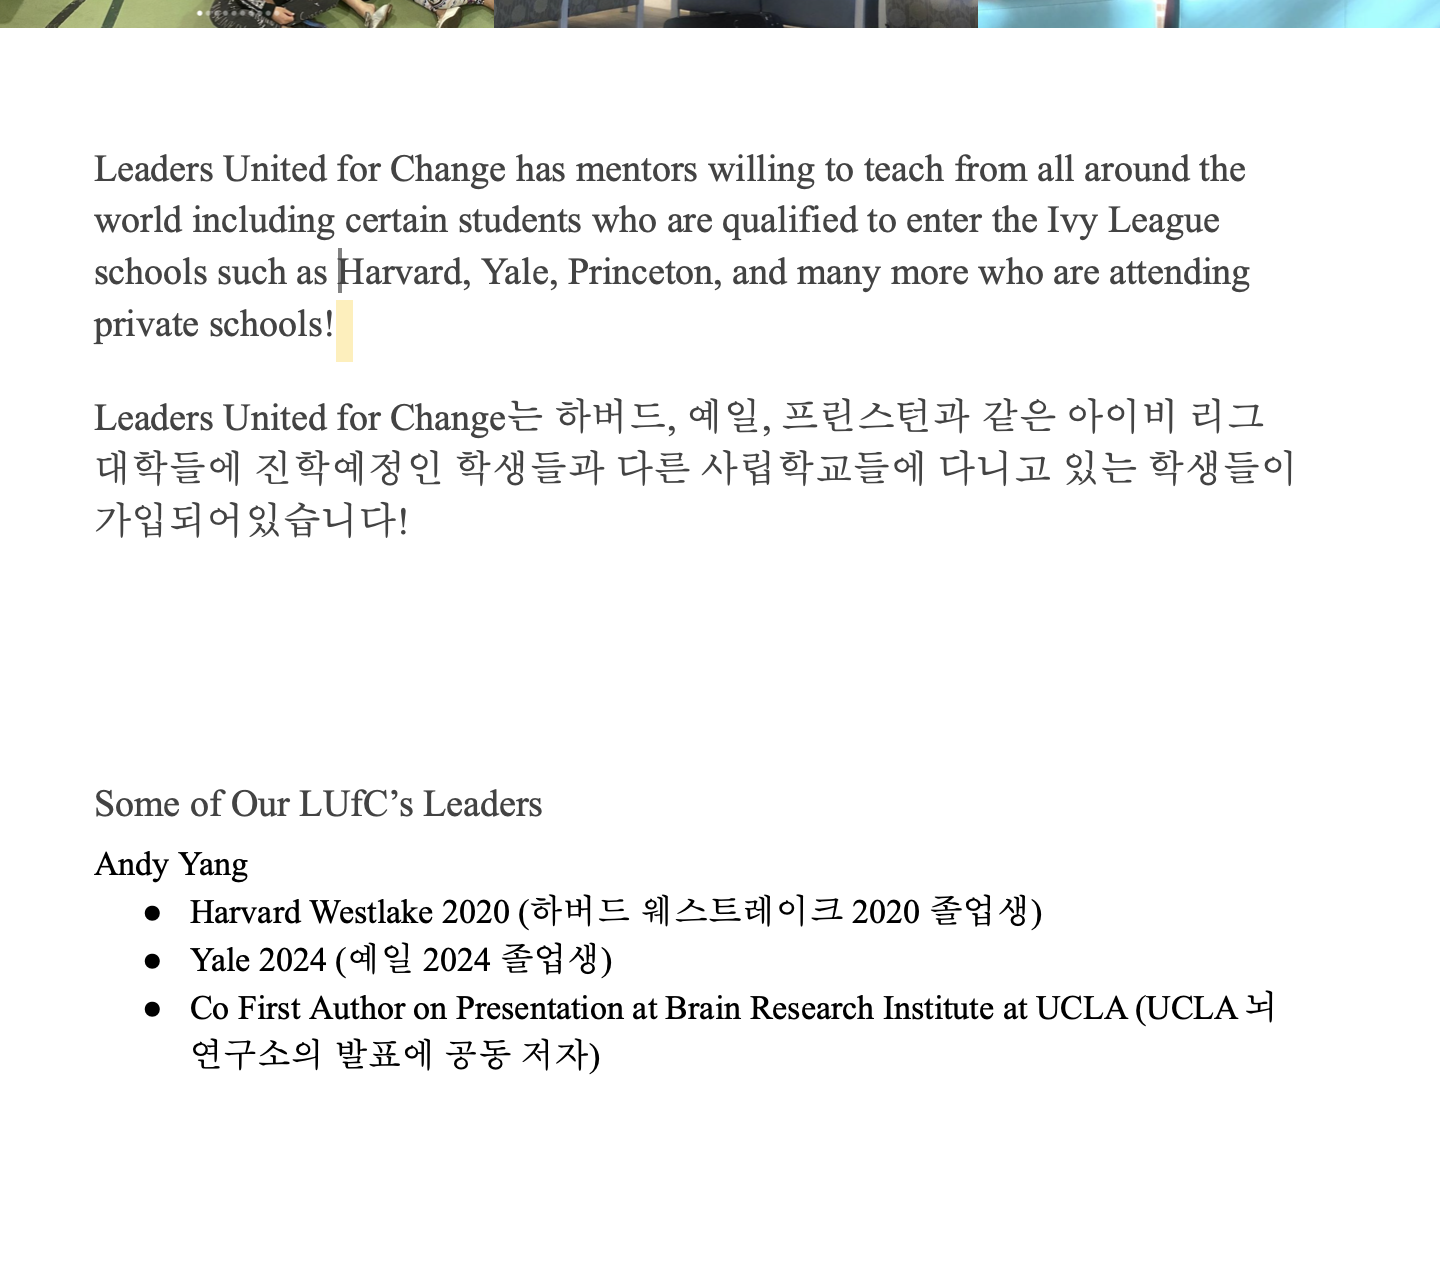 Leaders United for Change has mentors willing to teach from all around the
world including certain students who are qualified to enter the Ivy League
schools such as Harvard, Yale, Princeton, and many more who are attending
private schools!
Leaders United for Change는 하버드, 예일, 프린스턴과 같은 아이비 리그
대학들에 진학예정인 학생들과 다른 사립학교들에 다니고 있는 학생들이
가입되어있습니다!
Some of Our LUfC’s Leaders
Andy Yang
● Harvard Westlake 2020 (하버드 웨스트레이크 2020 졸업생)
● Yale 2024 (예일 2024 졸업생)
● Co First Author on Presentation at Brain Research Institute at UCLA (UCLA 뇌
연구소의 발표에 공동 저자)